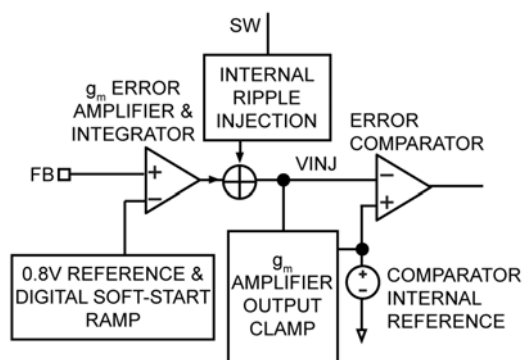 SW
INTERNAL
RIPPLE
INJECTION
gm ERROR
AMPLIFIER &
INTEGRATOR
ERROR
COMPARATOR
FB
+
−
VINJ
−
+
0.8V REFERENCE &
DIGITAL SOFT-START
RAMP
gm
AMPLIFIER
OUTPUT
CLAMP
+
−
COMPARATOR
INTERNAL
REFERENCE